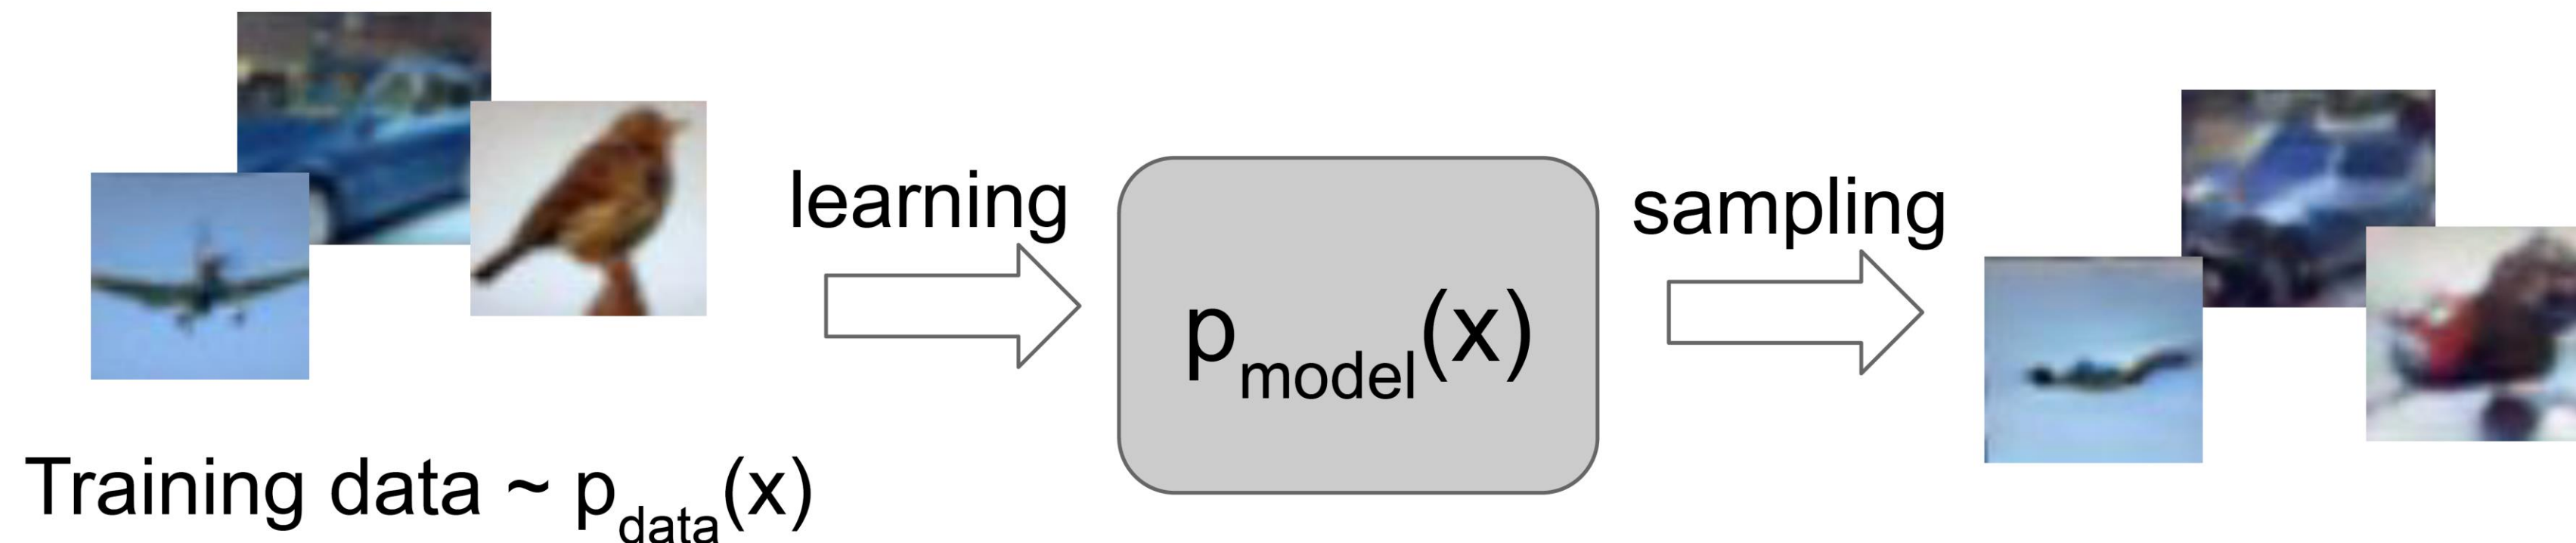 learning
sampling
p_model(x)
Training data ~ p_data(x)